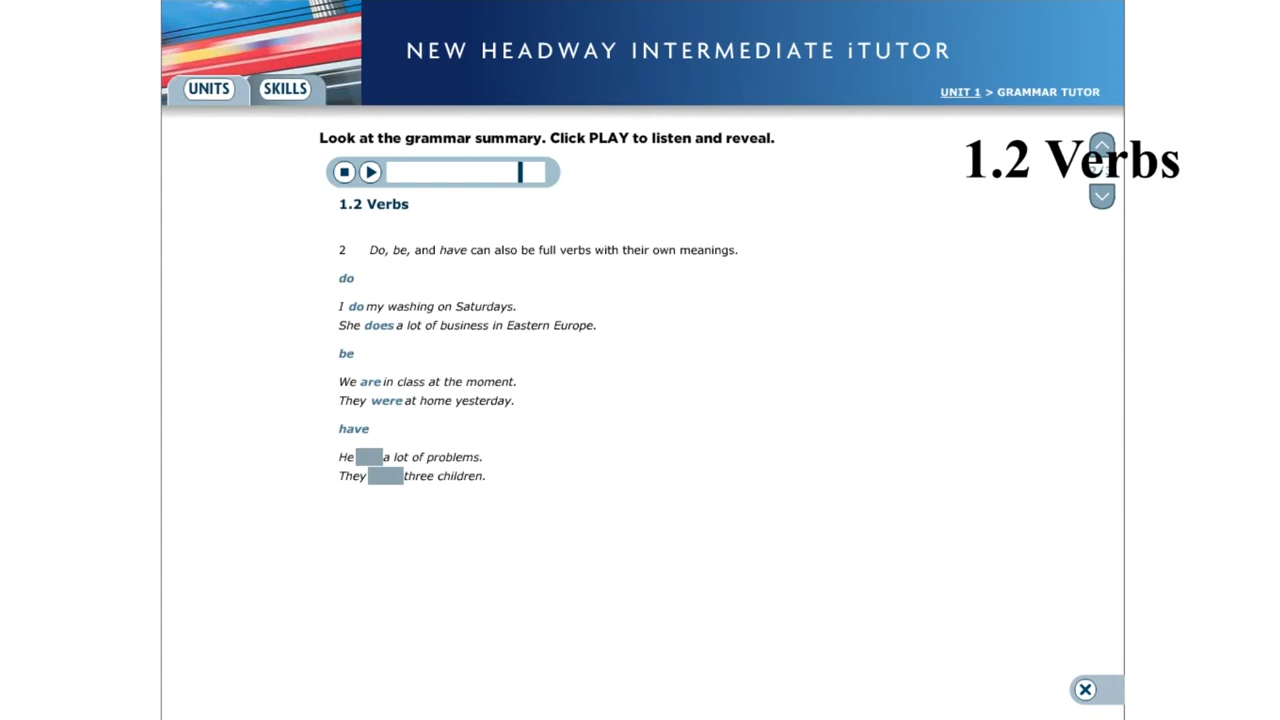 NEW HEADWAY INTERMEDIATE iTUTOR
UNITS
SKILLS
UNIT 1 > GRAMMAR TUTOR
Look at the grammar summary. Click PLAY to listen and reveal.
1.2 Verbs
1.2 Verbs
2 Do, be, and have can also be full verbs with their own meanings.
do
I do my washing on Saturdays.
She does a lot of business in Eastern Europe.
be
We are in class at the moment.
They were at home yesterday.
have
He a lot of problems.
They three children.